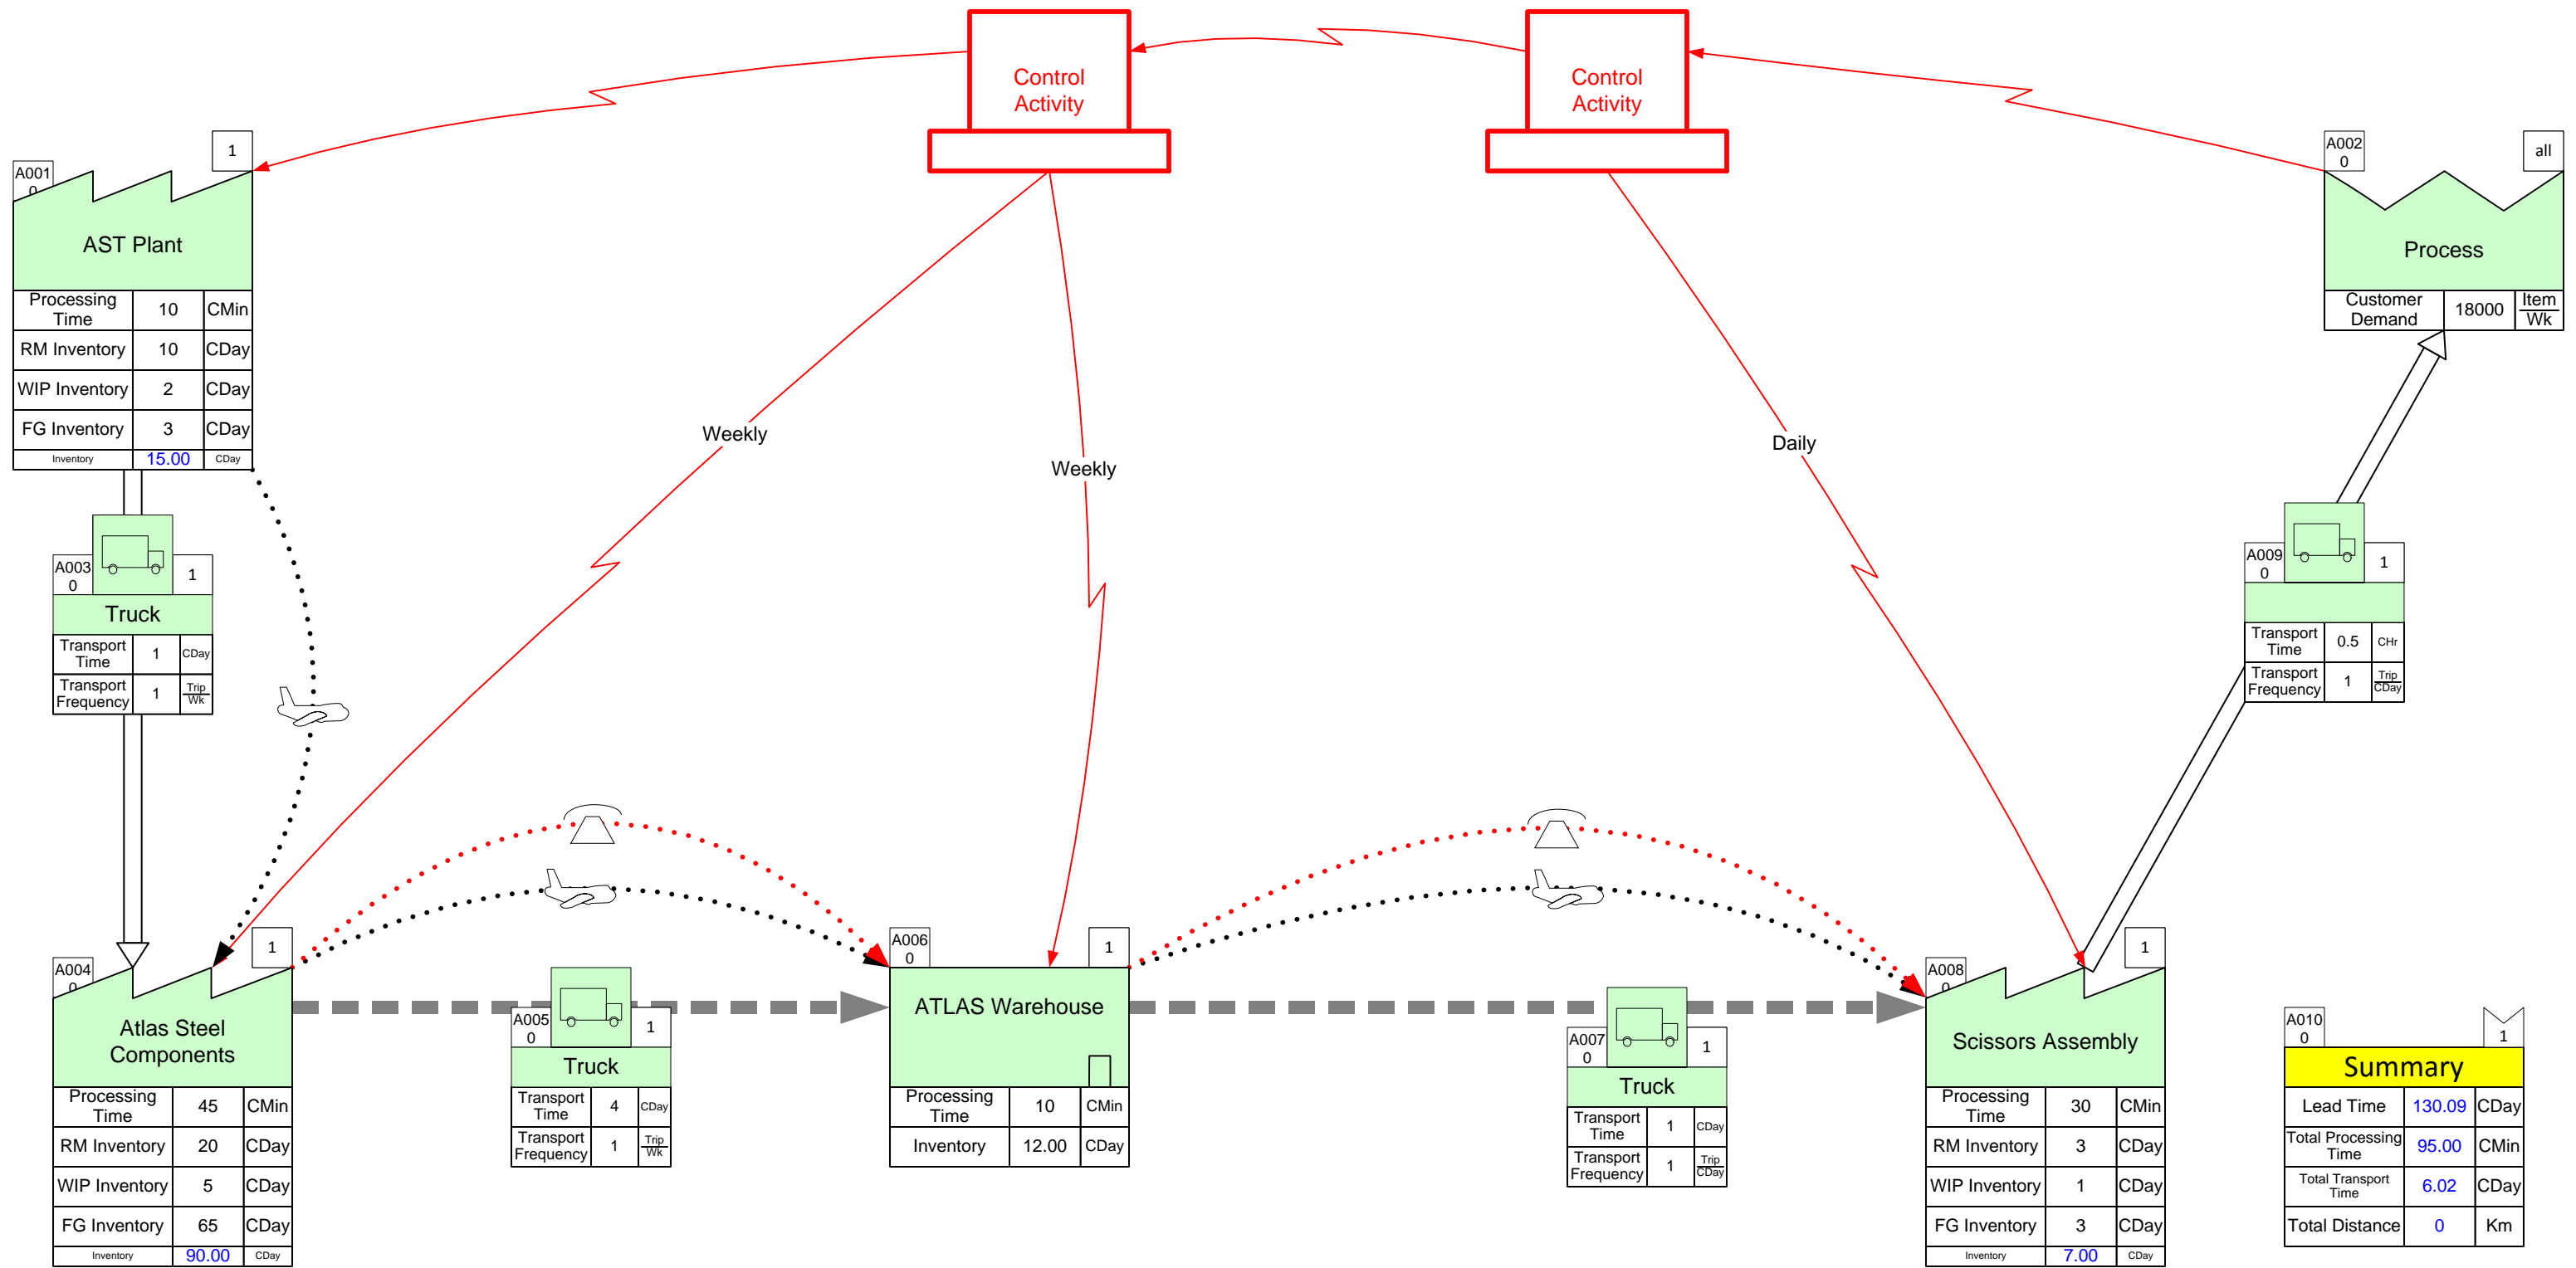 Control
Activity
Control
Activity
A001
0
1
AST Plant
Processing
Time
10
CMin
RM Inventory
10
CDay
WIP Inventory
2
CDay
FG Inventory
3
CDay
Inventory
15.00
CDay
A002
0
all
Process
Customer
Demand
18000
Item
Wk
Weekly
Weekly
Daily
A003
0
1
Truck
Transport
Time
1
CDay
Transport
Frequency
1
Trip
Wk
A009
0
1
Transport
Time
0.5
CHr
Transport
Frequency
1
Trip
CDay
A004
0
1
Atlas Steel
Components
Processing
Time
45
CMin
RM Inventory
20
CDay
WIP Inventory
5
CDay
FG Inventory
65
CDay
Inventory
90.00
CDay
A005
0
1
Truck
Transport
Time
4
CDay
Transport
Frequency
1
Trip
Wk
A006
0
1
ATLAS Warehouse
Processing
Time
10
CMin
Inventory
12.00
CDay
A007
0
1
Truck
Transport
Time
1
CDay
Transport
Frequency
1
Trip
CDay
A008
0
1
Scissors Assembly
Processing
Time
30
CMin
RM Inventory
3
CDay
WIP Inventory
1
CDay
FG Inventory
3
CDay
Inventory
7.00
CDay
A010
0
1
Summary
Lead Time
130.09
CDay
Total Processing
Time
95.00
CMin
Total Transport
Time
6.02
CDay
Total Distance
0
Km